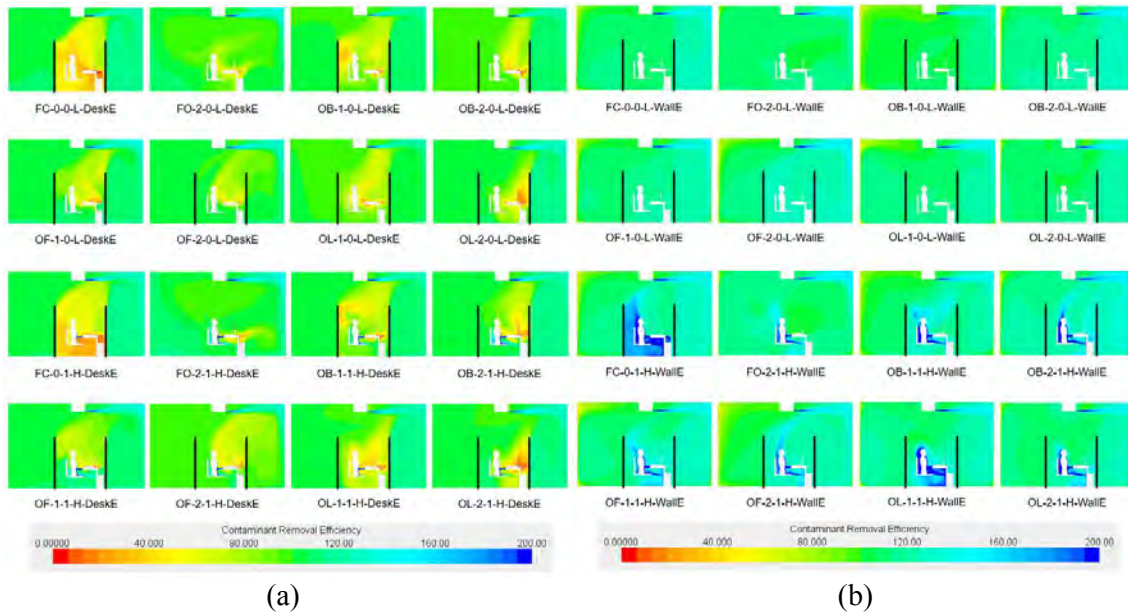 FC-0-0-L-DeskE FO-2-0-L-DeskE OB-1-0-L-DeskE OB-2-0-L-DeskE FC-0-0-L-WallE FO-2-0-L-WallE OB-1-0-L-WallE OB-2-0-L-WallE
OF-1-0-L-DeskE OF-2-0-L-DeskE OL-1-0-L-DeskE OL-2-0-L-DeskE OF-1-0-L-WallE OF-2-0-L-WallE OL-1-0-L-WallE OL-2-0-L-WallE
FC-0-1-H-DeskE FO-2-1-H-DeskE OB-1-1-H-DeskE OB-2-1-H-DeskE FC-0-1-H-WallE FO-2-1-H-WallE OB-1-1-H-WallE OB-2-1-H-WallE
OF-1-1-H-DeskE OF-2-1-H-DeskE OL-1-1-H-DeskE OL-2-1-H-DeskE OF-1-1-H-WallE OF-2-1-H-WallE OL-1-1-H-WallE OL-2-1-H-WallE
Contaminant Removal Efficiency Contaminant Removal Efficiency
0.00000 40.000 80.000 120.00 160.00 200.00 0.00000 40.000 80.000 120.00 160.00 200.00
(a) (b)